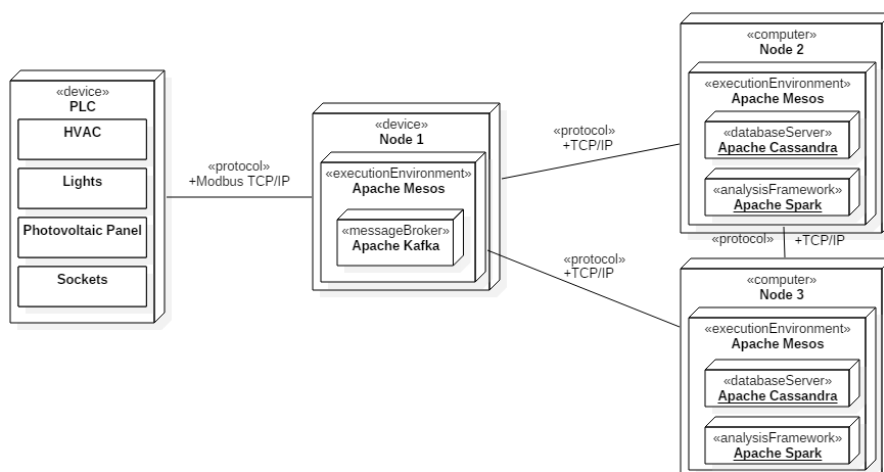 «device»
PLC
HVAC
Lights
Photovoltaic Panel
Sockets
«protocol»
+Modbus TCP/IP
«device»
Node 1
«executionEnvironment»
Apache Mesos
«messageBroker»
Apache Kafka
«protocol»
+TCP/IP
«protocol»
+TCP/IP
«computer»
Node 2
«executionEnvironment»
Apache Mesos
«databaseServer»
Apache Cassandra
«analysisFramework»
Apache Spark
«protocol» +TCP/IP
«computer»
Node 3
«executionEnvironment»
Apache Mesos
«databaseServer»
Apache Cassandra
«analysisFramework»
Apache Spark